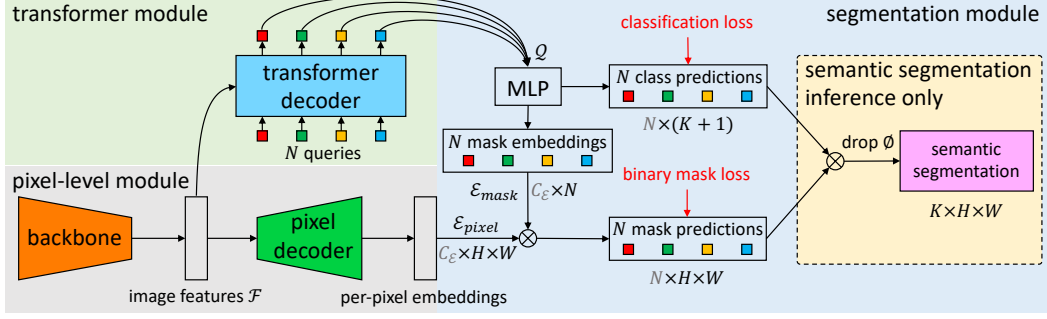 transformer module
transformer
decoder
N queries
pixel-level module
backbone
image features ℱ
pixel
decoder
per-pixel embeddings
segmentation module
𝒬
MLP
N mask embeddings
ℰmask
C_ℰ×N
ℰpixel
C_ℰ×H×W
classification loss
N class predictions
N×(K + 1)
binary mask loss
N mask predictions
N×H×W
semantic segmentation
inference only
drop ∅
semantic
segmentation
K×H×W